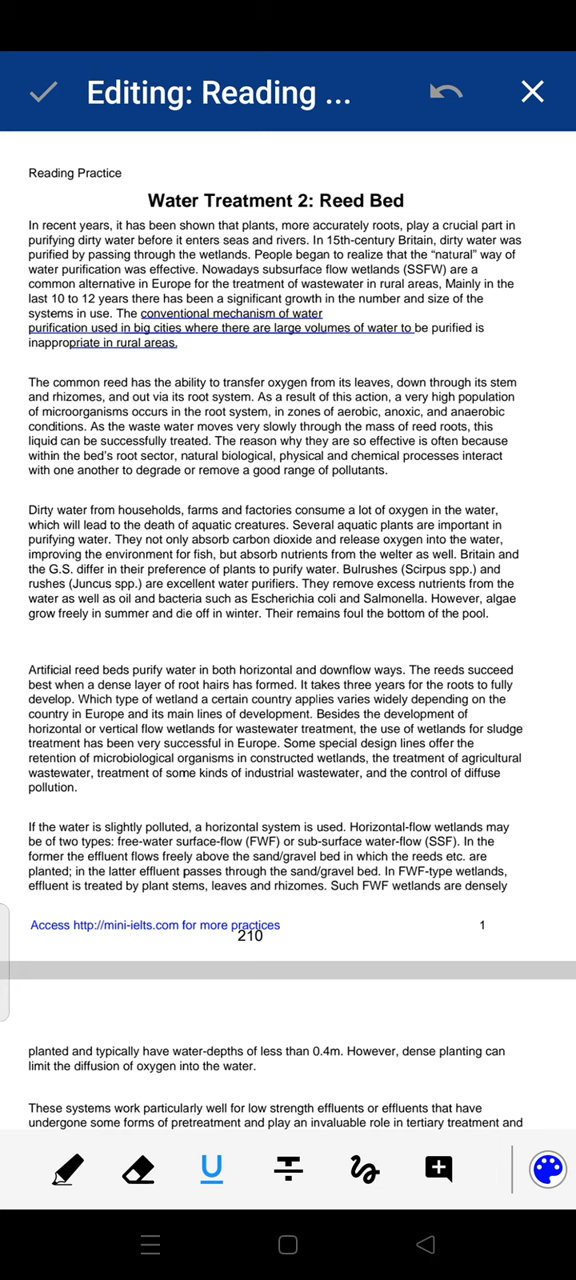 Editing: Reading ...
Reading Practice
Water Treatment 2: Reed Bed
In recent years, it has been shown that plants, more accurately roots, play a crucial part in
purifying dirty water before it enters seas and rivers. In 15th-century Britain, dirty water was
purified by passing through the wetlands. People began to realize that the “natural” way of
water purification was effective. Nowadays subsurface flow wetlands (SSFW) are a
common alternative in Europe for the treatment of wastewater in rural areas, Mainly in the
last 10 to 12 years there has been a significant growth in the number and size of the
systems in use. The conventional mechanism of water
purification used in big cities where there are large volumes of water to be purified is
inappropriate in rural areas.
The common reed has the ability to transfer oxygen from its leaves, down through its stem
and rhizomes, and out via its root system. As a result of this action, a very high population
of microorganisms occurs in the root system, in zones of aerobic, anoxic, and anaerobic
conditions. As the waste water moves very slowly through the mass of reed roots, this
liquid can be successfully treated. The reason why they are so effective is often because
within the bed’s root sector, natural biological, physical and chemical processes interact
with one another to degrade or remove a good range of pollutants.
Dirty water from households, farms and factories consume a lot of oxygen in the water,
which will lead to the death of aquatic creatures. Several aquatic plants are important in
purifying water. They not only absorb carbon dioxide and release oxygen into the water,
improving the environment for fish, but absorb nutrients from the welter as well. Britain and
the G.S. differ in their preference of plants to purify water. Bulrushes (Scirpus spp.) and
rushes (Juncus spp.) are excellent water purifiers. They remove excess nutrients from the
water as well as oil and bacteria such as Escherichia coli and Salmonella. However, algae
grow freely in summer and die off in winter. Their remains foul the bottom of the pool.
Artificial reed beds purify water in both horizontal and downflow ways. The reeds succeed
best when a dense layer of root hairs has formed. It takes three years for the roots to fully
develop. Which type of wetland a certain country applies varies widely depending on the
country in Europe and its main lines of development. Besides the development of
horizontal or vertical flow wetlands for wastewater treatment, the use of wetlands for sludge
treatment has been very successful in Europe. Some special design lines offer the
retention of microbiological organisms in constructed wetlands, the treatment of agricultural
wastewater, treatment of some kinds of industrial wastewater, and the control of diffuse
pollution.
If the water is slightly polluted, a horizontal system is used. Horizontal-flow wetlands may
be of two types: free-water surface-flow (FWF) or sub-surface water-flow (SSF). In the
former the effluent flows freely above the sand/gravel bed in which the reeds etc. are
planted; in the latter effluent passes through the sand/gravel bed. In FWF-type wetlands,
effluent is treated by plant stems, leaves and rhizomes. Such FWF wetlands are densely
Access http://mini-ielts.com for more practices 1
210
planted and typically have water-depths of less than 0.4m. However, dense planting can
limit the diffusion of oxygen into the water.
These systems work particularly well for low strength effluents or effluents that have
undergone some forms of pretreatment and play an invaluable role in tertiary treatment and
U
T